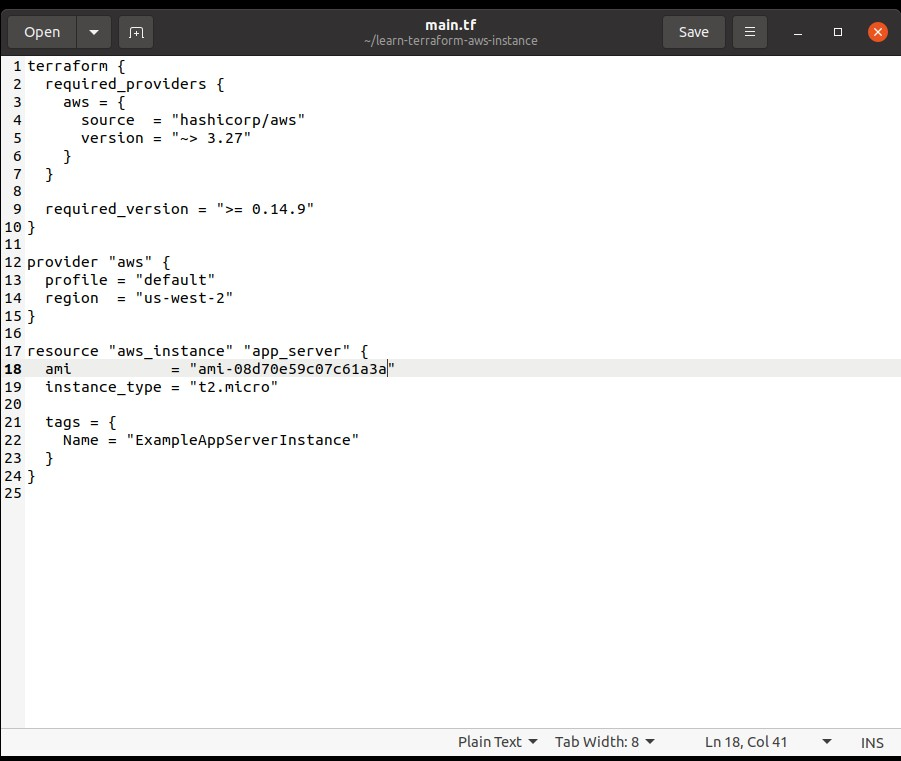 Open
main.tf
~/learn-terraform-aws-instance
Save
1 terraform {
2   required_providers {
3     aws = {
4       source  = "hashicorp/aws"
5       version = "~> 3.27"
6     }
7   }
8
9   required_version = ">= 0.14.9"
10 }
11
12 provider "aws" {
13   profile = "default"
14   region  = "us-west-2"
15 }
16
17 resource "aws_instance" "app_server" {
18   ami           = "ami-08d70e59c07c61a3a"
19   instance_type = "t2.micro"
20
21   tags = {
22     Name = "ExampleAppServerInstance"
23   }
24 }
25
Plain Text Tab Width: 8 Ln 18, Col 41 INS